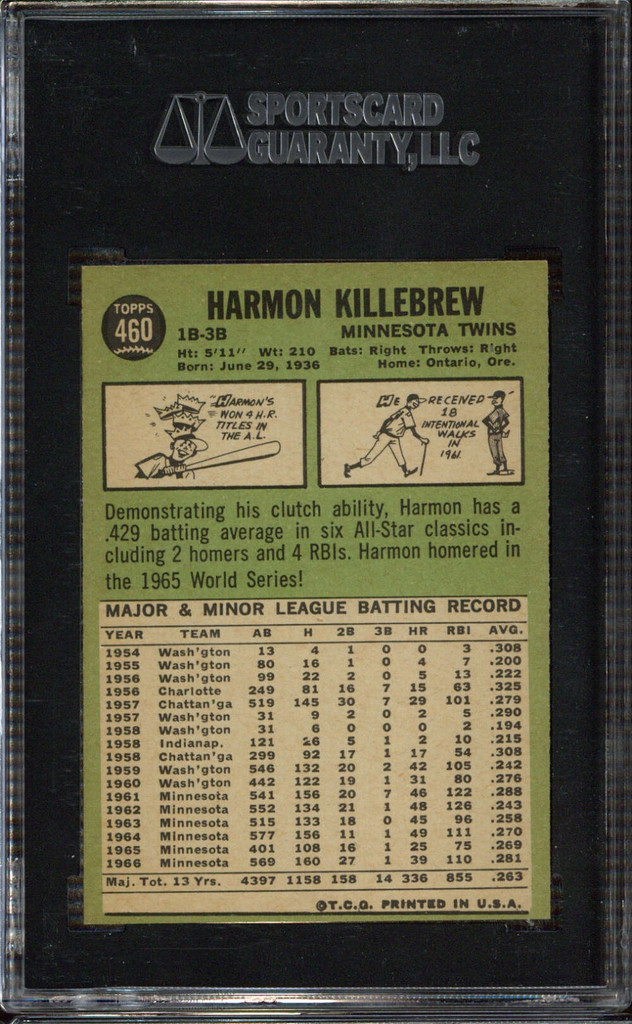 SPORTSCARD
GUARANTY, LLC
TOPPS
460
HARMON KILLEBREW
1B-3B MINNESOTA TWINS
Ht: 5'11" Wt: 210 Bats: Right Throws: Right
Born: June 29, 1936 Home: Ontario, Ore.
HARMON'S
WON 4 H.R.
TITLES IN
THE A.L.
HE RECEIVED
18
INTENTIONAL
WALKS
IN
1961
Demonstrating his clutch ability, Harmon has a
.429 batting average in six All-Star classics in-
cluding 2 homers and 4 RBIs. Harmon homered in
the 1965 World Series!
MAJOR & MINOR LEAGUE BATTING RECORD
YEAR TEAM AB H 2B 3B HR RBI AVG.
1954 Wash'gton 13 4 1 0 0 3 .308
1955 Wash'gton 80 16 1 0 4 7 .200
1956 Wash'gton 99 22 2 0 5 13 .222
1956 Charlotte 249 81 16 7 15 63 .325
1957 Chattan'ga 519 145 30 7 29 101 .279
1957 Wash'gton 31 9 2 0 2 5 .290
1958 Wash'gton 31 6 0 0 0 2 .194
1958 Indianap. 121 26 5 1 2 10 .215
1958 Chattan'ga 299 92 17 1 17 54 .308
1959 Wash'gton 546 132 20 2 42 105 .242
1960 Wash'gton 442 122 19 1 31 80 .276
1961 Minnesota 541 156 20 7 46 122 .288
1962 Minnesota 552 134 21 1 48 126 .243
1963 Minnesota 515 133 18 0 45 96 .258
1964 Minnesota 577 156 11 1 49 111 .270
1965 Minnesota 401 108 16 1 25 75 .269
1966 Minnesota 569 160 27 1 39 110 .281
Maj. Tot. 13 Yrs. 4397 1158 158 14 336 855 .263
©T.C.G. PRINTED IN U.S.A.